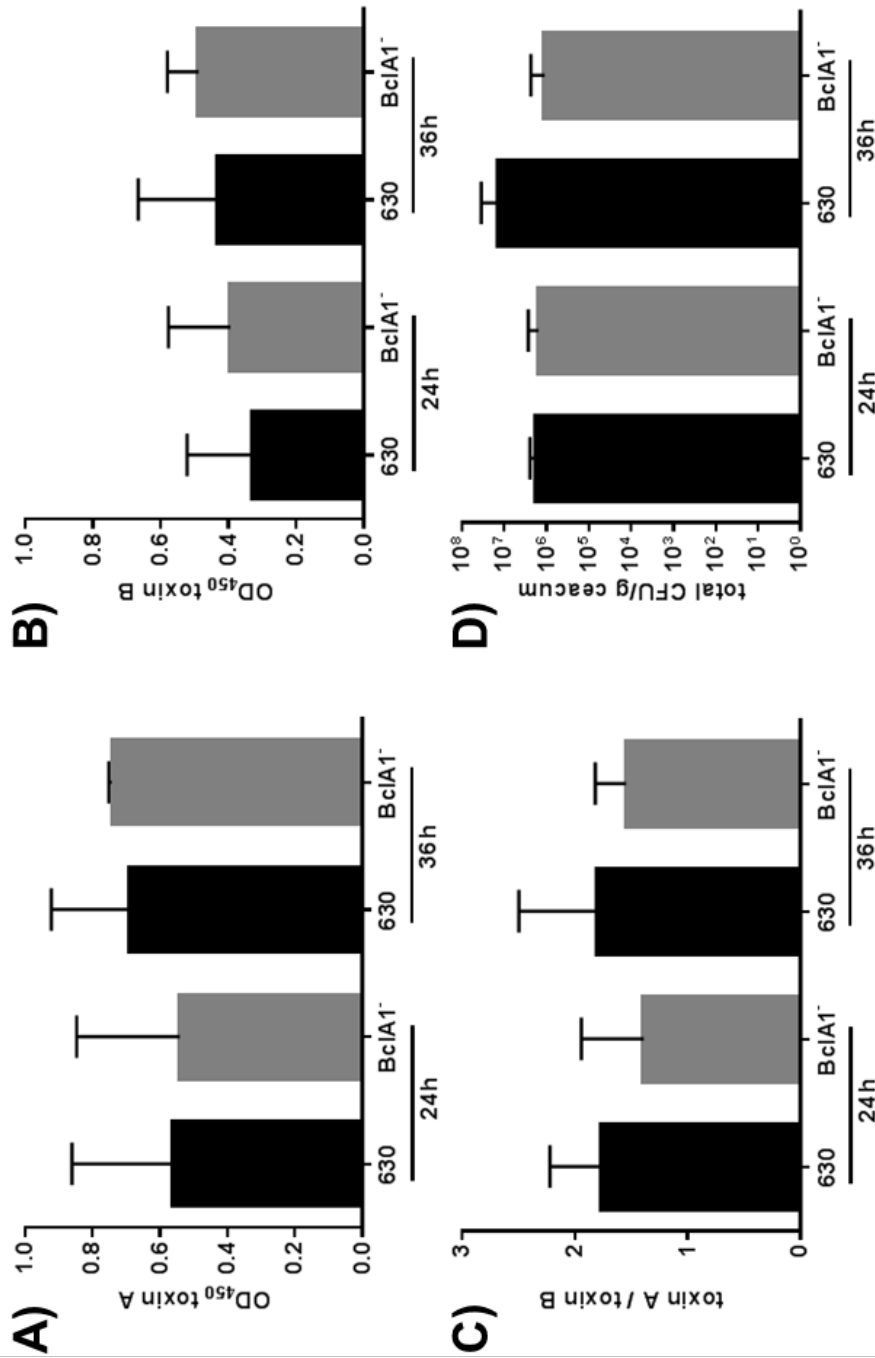 A)
OD450 toxin A
1.0
0.8
0.6
0.4
0.2
0.0
630
BclA1-
630
BclA1-
24h
36h
B)
OD450 toxin B
1.0
0.8
0.6
0.4
0.2
0.0
630
BclA1-
630
BclA1-
24h
36h
C)
toxin A / toxin B
3
2
1
0
630
BclA1-
630
BclA1-
24h
36h
D)
total CFU/g ceacum
10^8
10^7
10^6
10^5
10^4
10^3
10^2
10^1
10^0
630
BclA1-
630
BclA1-
24h
36h